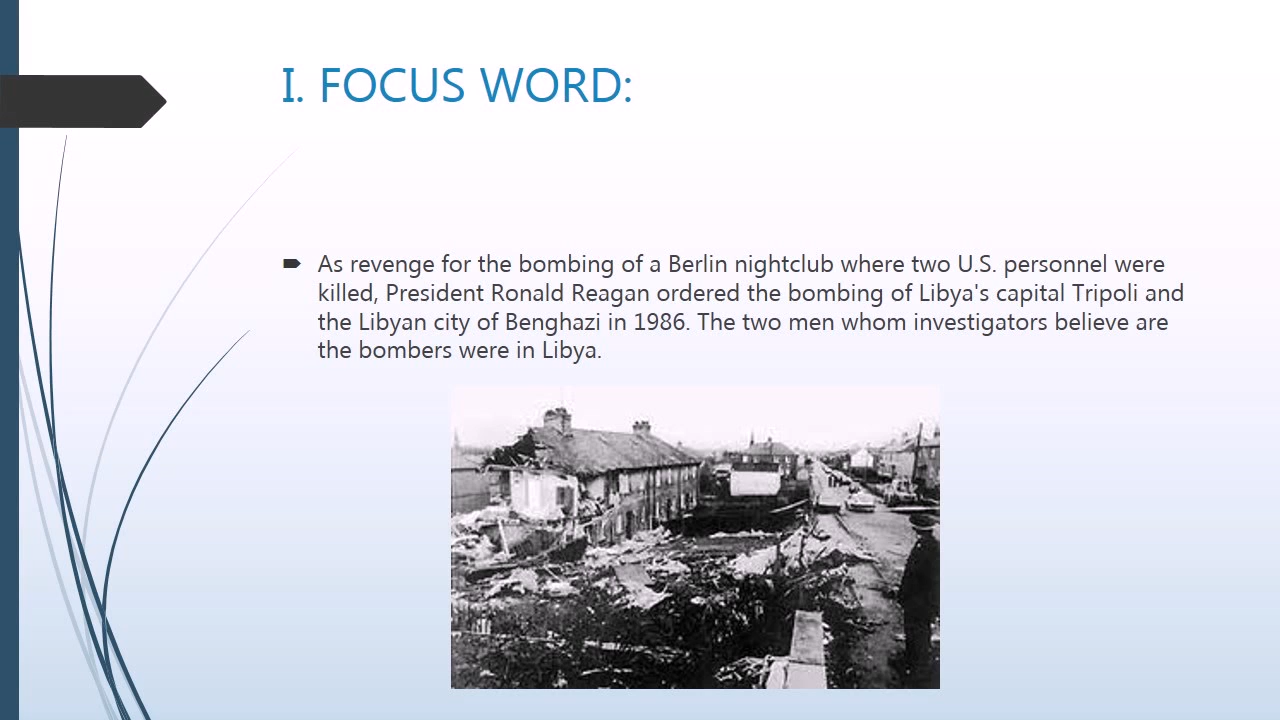 I. FOCUS WORD:
As revenge for the bombing of a Berlin nightclub where two U.S. personnel were
killed, President Ronald Reagan ordered the bombing of Libya's capital Tripoli and
the Libyan city of Benghazi in 1986. The two men whom investigators believe are
the bombers were in Libya.